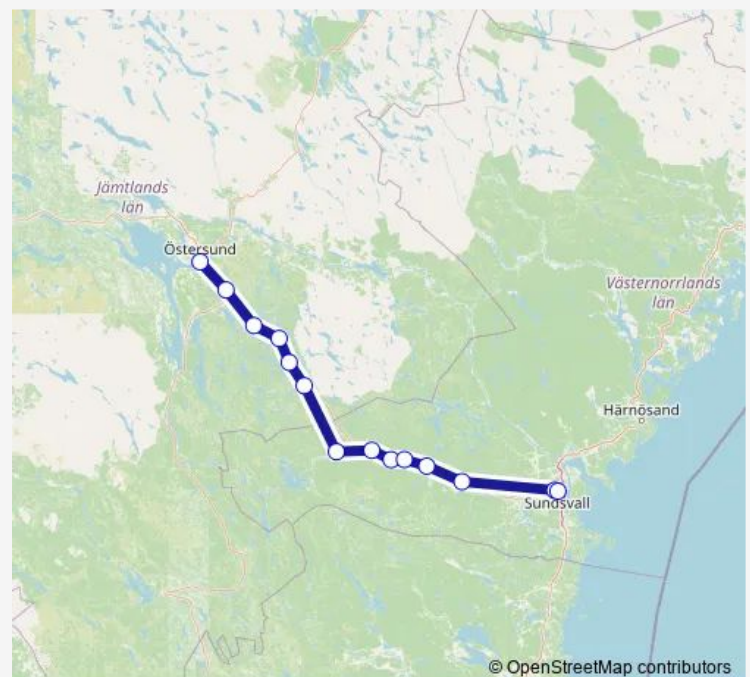 Jämtlands
län
Östersund
Västernorrlands
län
Härnösand
Sundsvall
© OpenStreetMap contributors